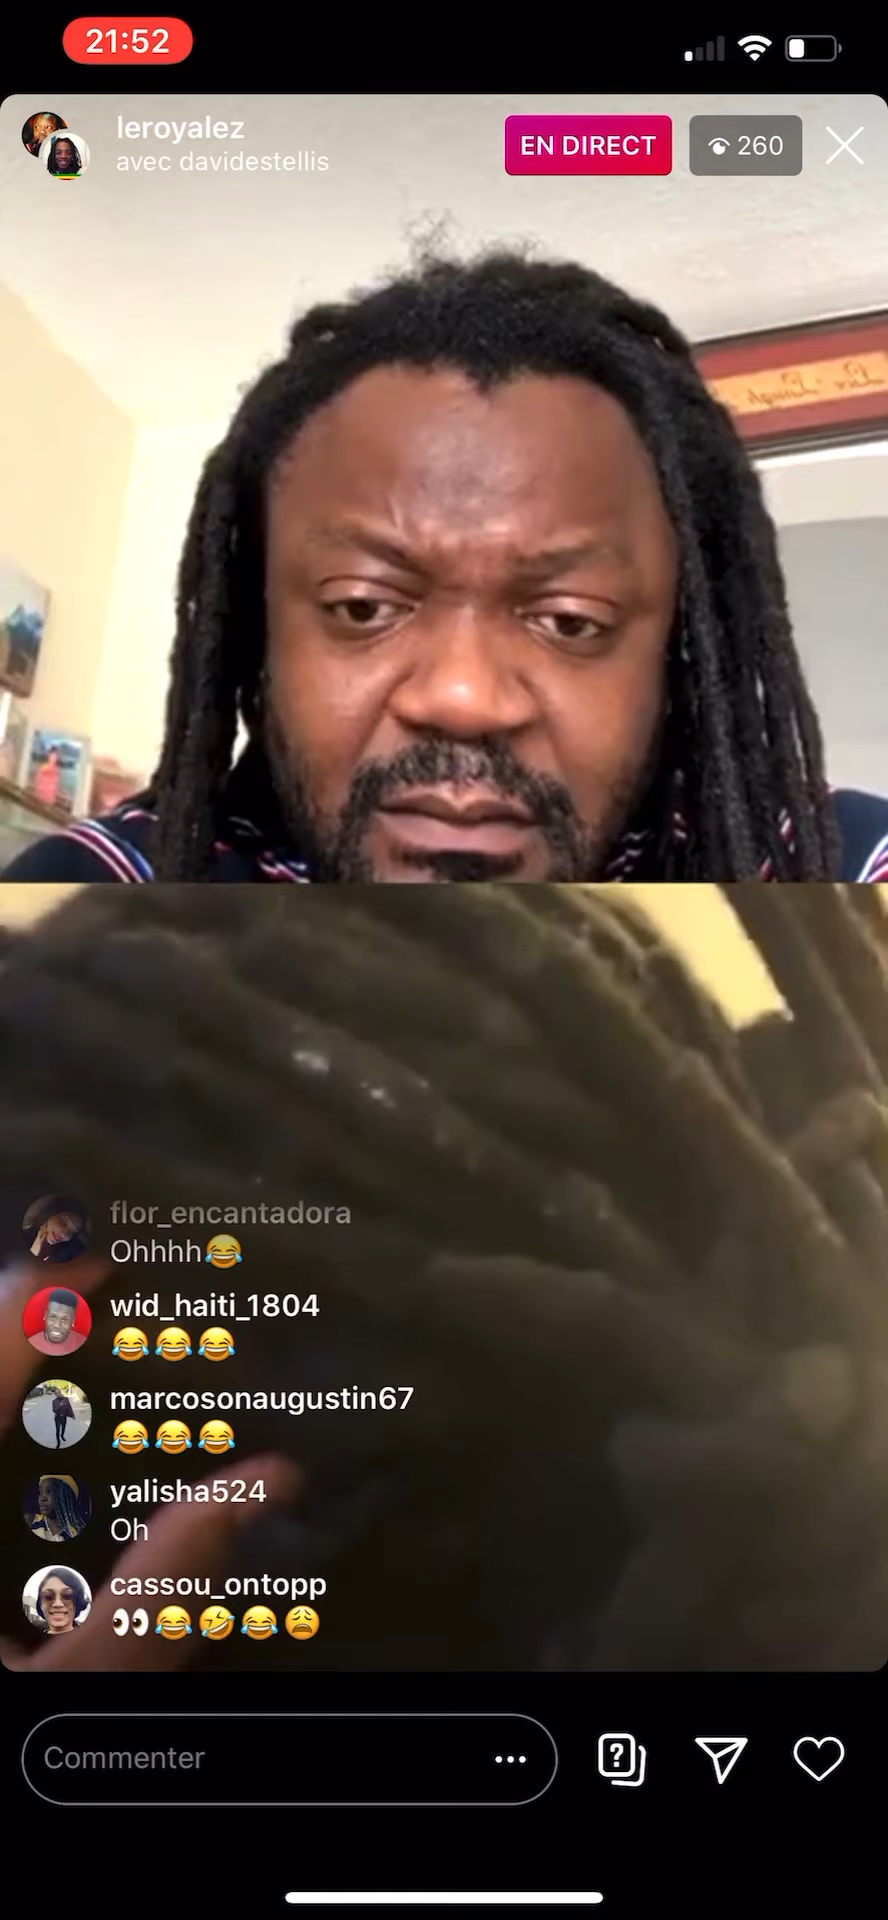 21:52
leroyalez
avec davidestellis
EN DIRECT
260
flor_encantadora
Ohhhh😂
wid_haiti_1804
😂😂😂
marcosonaugustin67
😂😂😂
yalisha524
Oh
cassou_ontopp
👀😂🤣😂😩
Commenter